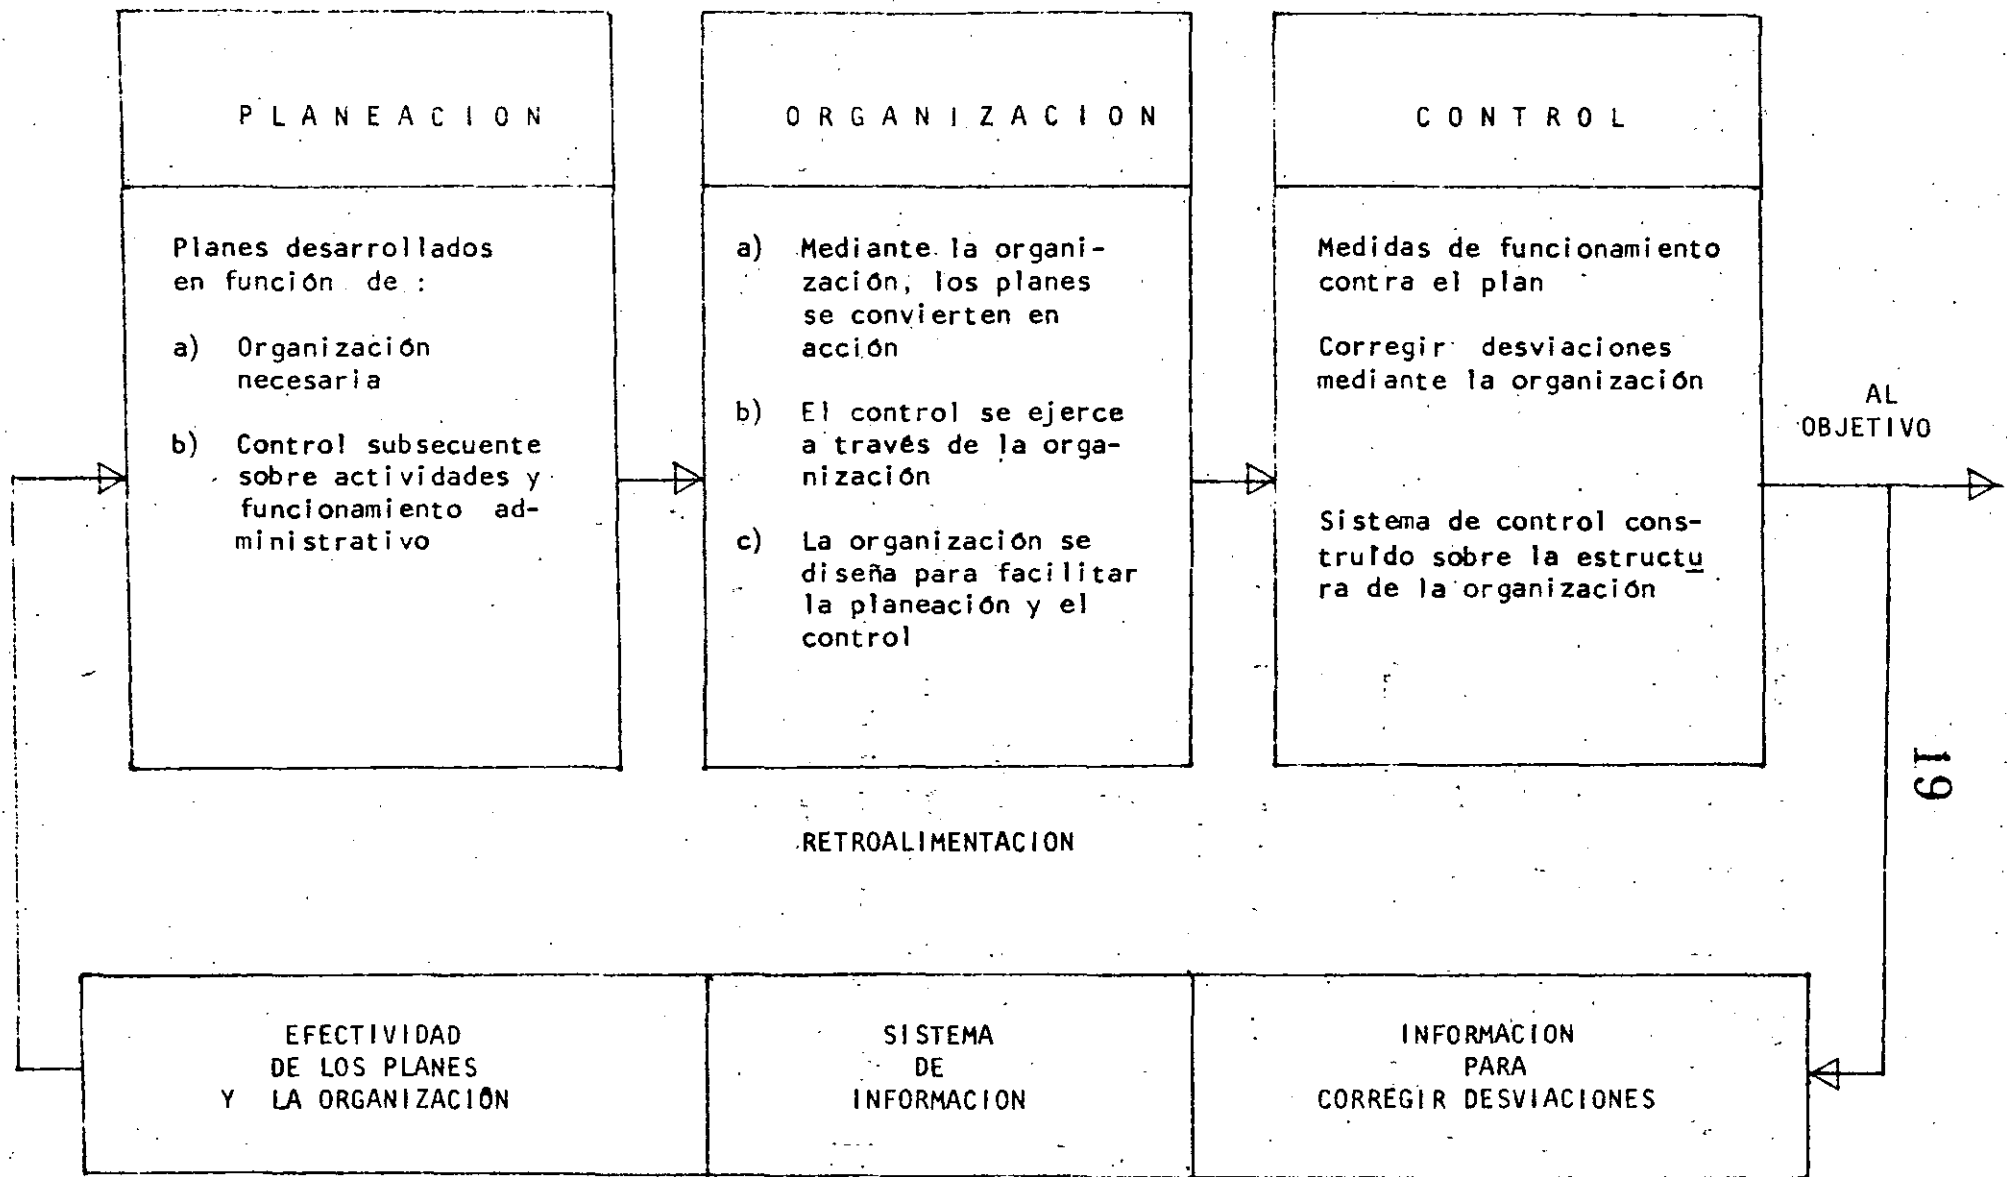 P L A N E A C I O N
Planes desarrollados
en función de :
a) Organización
necesaria
b) Control subsecuente
sobre actividades y
funcionamiento ad-
ministrativo
O R G A N I Z A C I O N
a) Mediante la organi-
zación, los planes
se convierten en
acción
b) El control se ejerce
a través de la orga-
nización
c) La organización se
diseña para facilitar
la planeación y el
control
C O N T R O L
Medidas de funcionamiento
contra el plan
Corregir desviaciones
mediante la organización
Sistema de control cons-
truído sobre la estructu
ra de la organización
AL
OBJETIVO
19
RETROALIMENTACION
EFECTIVIDAD
DE LOS PLANES
Y LA ORGANIZACIÓN
SISTEMA
DE
INFORMACION
INFORMACION
PARA
CORREGIR DESVIACIONES